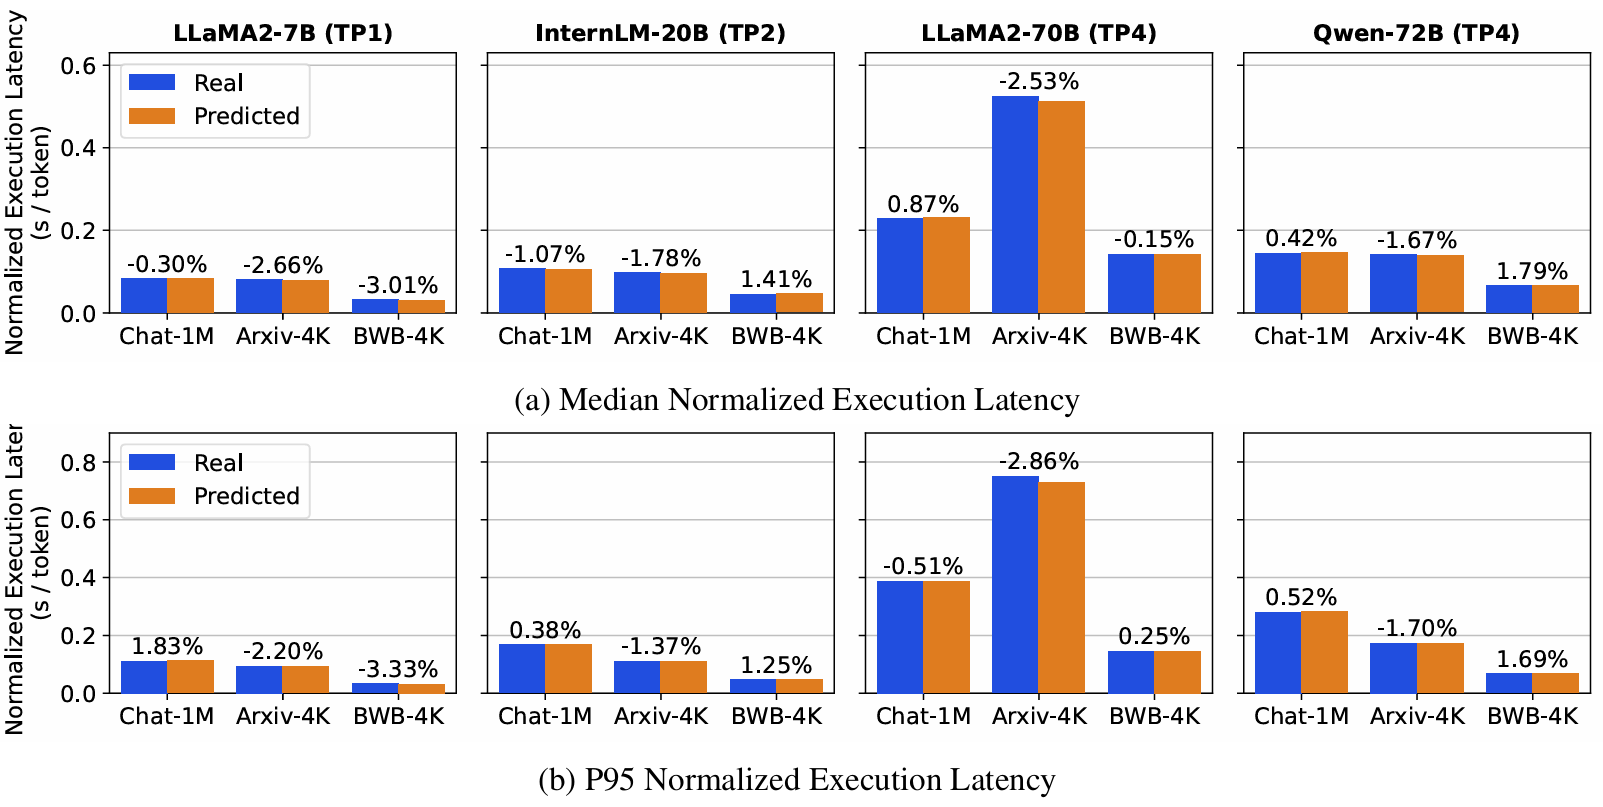 LLaMA2-7B (TP1) InternLM-20B (TP2) LLaMA2-70B (TP4) Qwen-72B (TP4)
Normalized Execution Latency
(s / token)
0.6
0.4
0.2
0.0
Real
Predicted
-0.30% -2.66% -3.01%
-1.07% -1.78% 1.41%
0.87% -2.53% -0.15%
0.42% -1.67% 1.79%
Chat-1M Arxiv-4K BWB-4K Chat-1M Arxiv-4K BWB-4K Chat-1M Arxiv-4K BWB-4K Chat-1M Arxiv-4K BWB-4K
(a) Median Normalized Execution Latency
Normalized Execution Later
(s / token)
0.8
0.6
0.4
0.2
0.0
Real
Predicted
1.83% -2.20% -3.33%
0.38% -1.37% 1.25%
-0.51% -2.86% 0.25%
0.52% -1.70% 1.69%
Chat-1M Arxiv-4K BWB-4K Chat-1M Arxiv-4K BWB-4K Chat-1M Arxiv-4K BWB-4K Chat-1M Arxiv-4K BWB-4K
(b) P95 Normalized Execution Latency